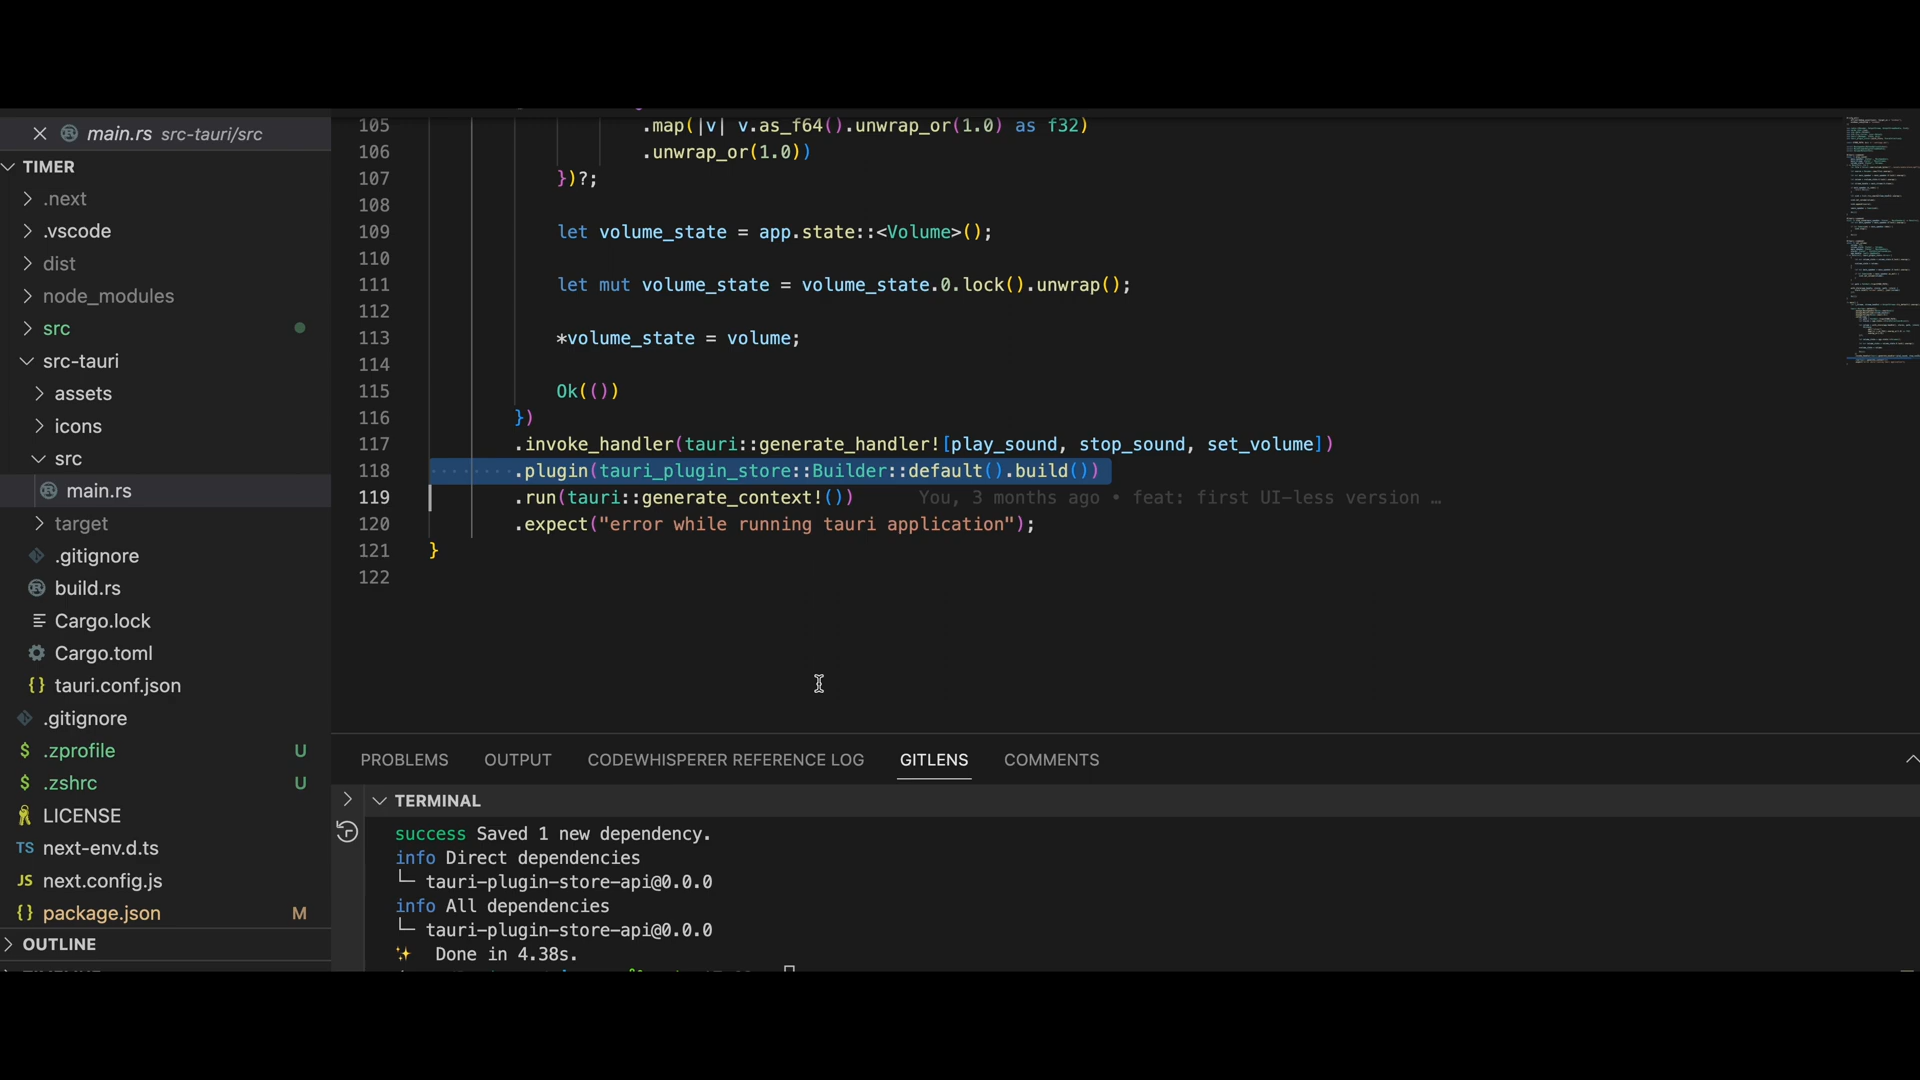 main.rs src-tauri/src
TIMER
.next
.vscode
dist
node_modules
src
src-tauri
assets
icons
src
main.rs
target
.gitignore
build.rs
Cargo.lock
Cargo.toml
{} tauri.conf.json
.gitignore
$ .zprofile U
$ .zshrc U
LICENSE
TS next-env.d.ts
JS next.config.js
{} package.json M
OUTLINE
105 .map(|v| v.as_f64().unwrap_or(1.0) as f32)
106 .unwrap_or(1.0))
107 })?;
108
109 let volume_state = app.state::<Volume>();
110
111 let mut volume_state = volume_state.0.lock().unwrap();
112
113 *volume_state = volume;
114
115 Ok(())
116 })
117 .invoke_handler(tauri::generate_handler![play_sound, stop_sound, set_volume])
118 .plugin(tauri_plugin_store::Builder::default().build())
119 .run(tauri::generate_context!()) You, 3 months ago • feat: first UI-less version …
120 .expect("error while running tauri application");
121 }
122
PROBLEMS OUTPUT CODEWHISPERER REFERENCE LOG GITLENS COMMENTS
TERMINAL
success Saved 1 new dependency.
info Direct dependencies
└─ tauri-plugin-store-api@0.0.0
info All dependencies
└─ tauri-plugin-store-api@0.0.0
✨ Done in 4.38s.